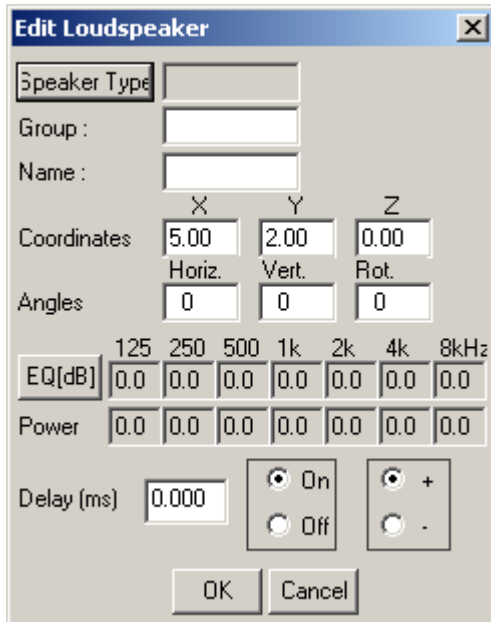 Edit Loudspeaker
Speaker Type
Group :
Name :
X Y Z
Coordinates 5.00 2.00 0.00
Horiz. Vert. Rot.
Angles 0 0 0
125 250 500 1k 2k 4k 8kHz
EQ[dB] 0.0 0.0 0.0 0.0 0.0 0.0 0.0
Power 0.0 0.0 0.0 0.0 0.0 0.0 0.0
Delay (ms) 0.000
On +
Off -
OK Cancel